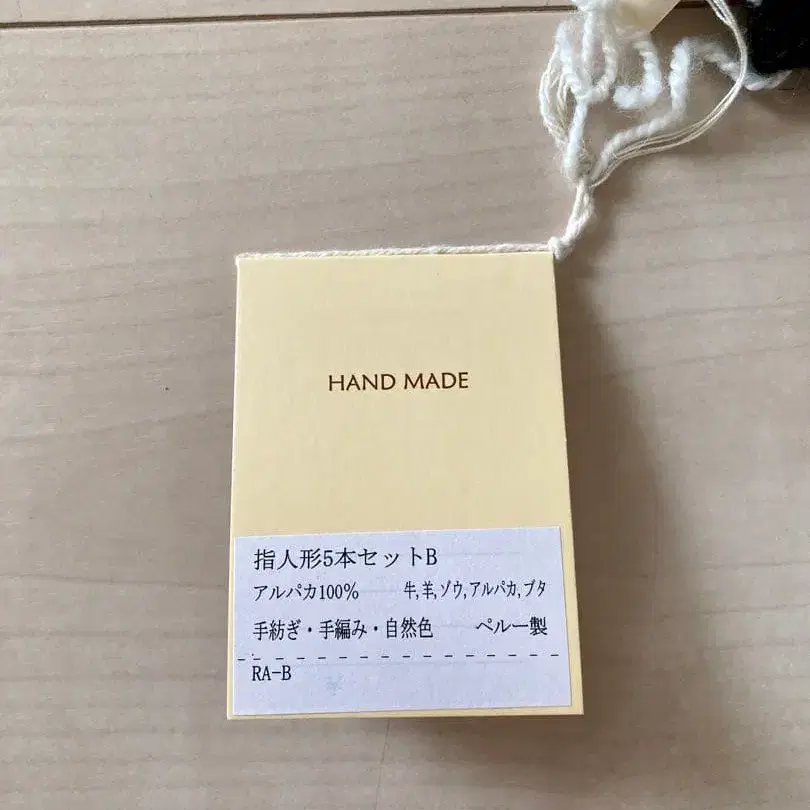 HAND MADE
指人形5本セットB
アルパカ100% 牛,羊,ゾウ,アルパカ,ブタ
手紡ぎ・手編み・自然色 ペルー製
RA-B